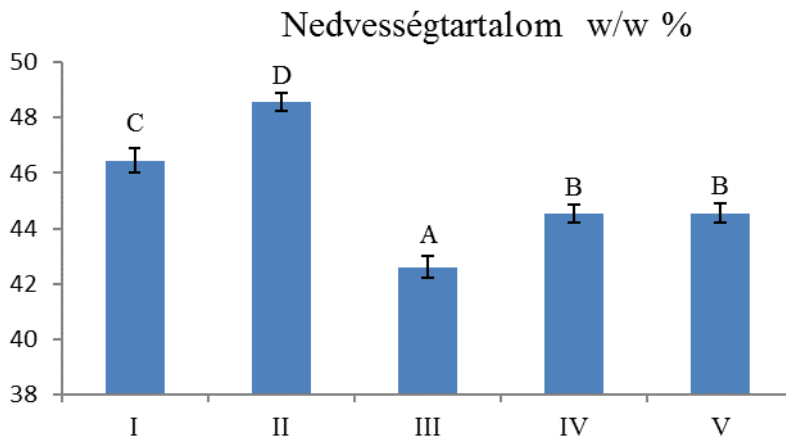 Nedvességtartalom w/w %
50
48
46
44
42
40
38
C
D
A
B
B
I
II
III
IV
V